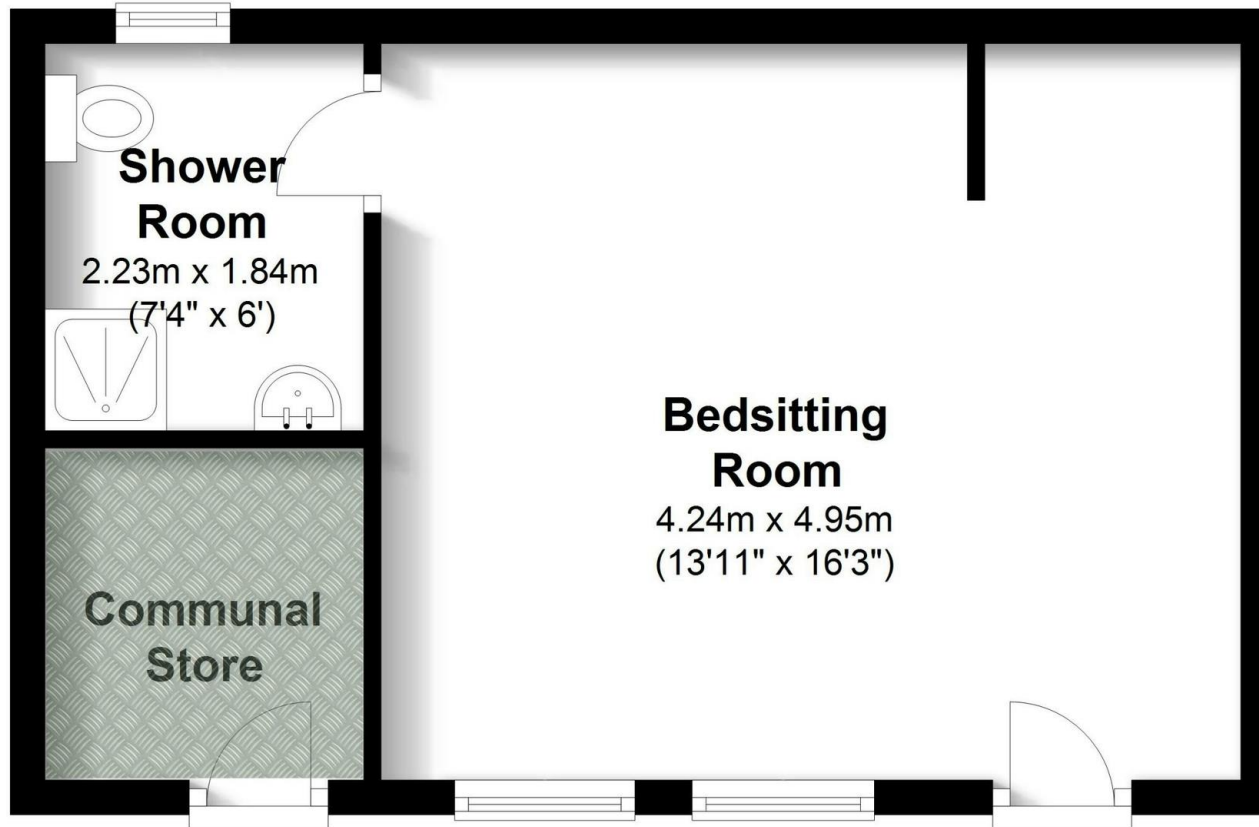 Shower
Room
2.23m x 1.84m
(7'4" x 6')
Bedsitting
Room
4.24m x 4.95m
(13'11" x 16'3")
Communal
Store